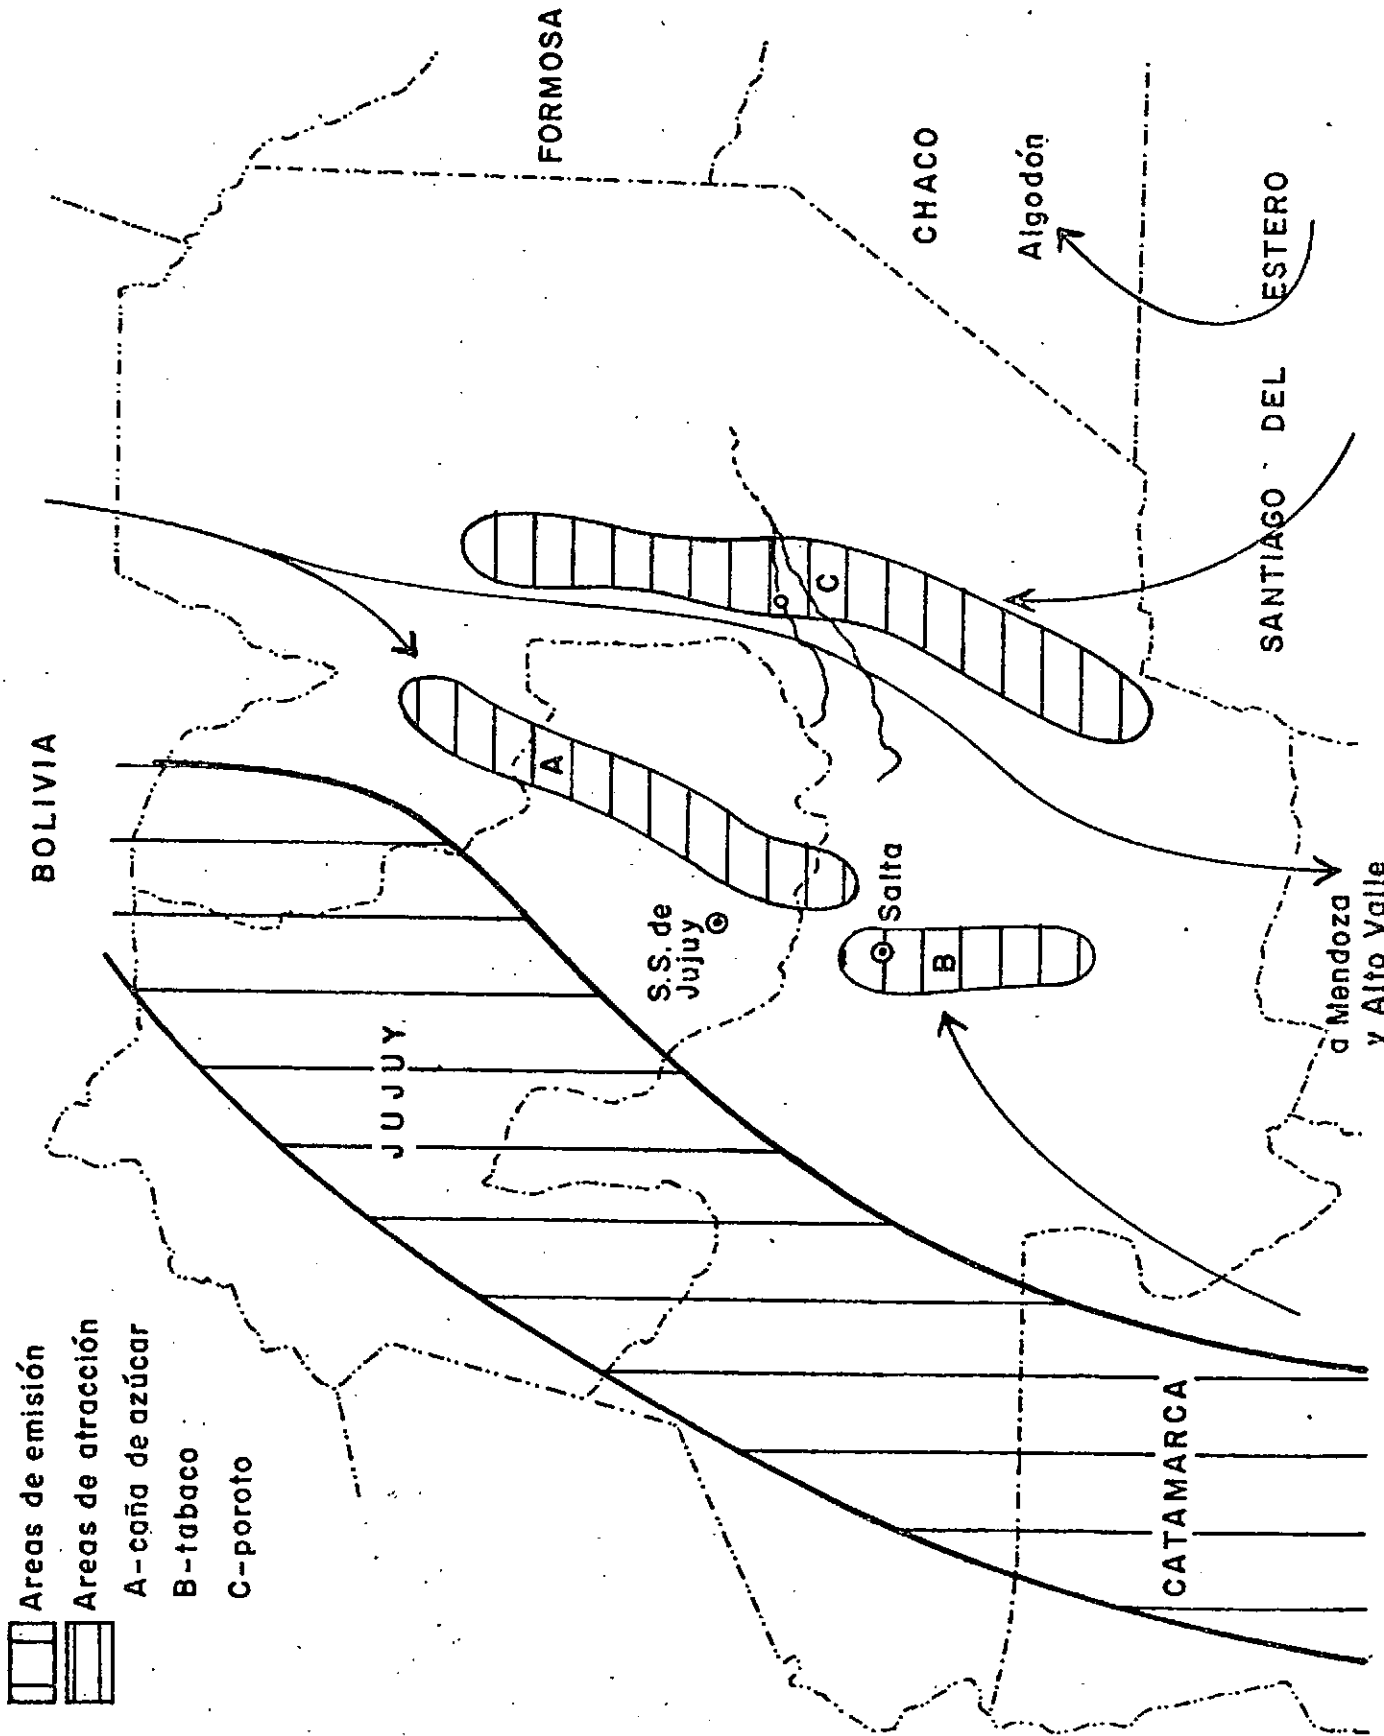 Areas de emisión
Areas de atracción
A-caña de azúcar
B-tabaco
C-poroto
BOLIVIA
FORMOSA
JUJUY
A
S.S. de
Jujuy
C
CHACO
Algodón
Salta
B
SANTIAGO DEL ESTERO
CATAMARCA
a Mendoza
y Alto Valle